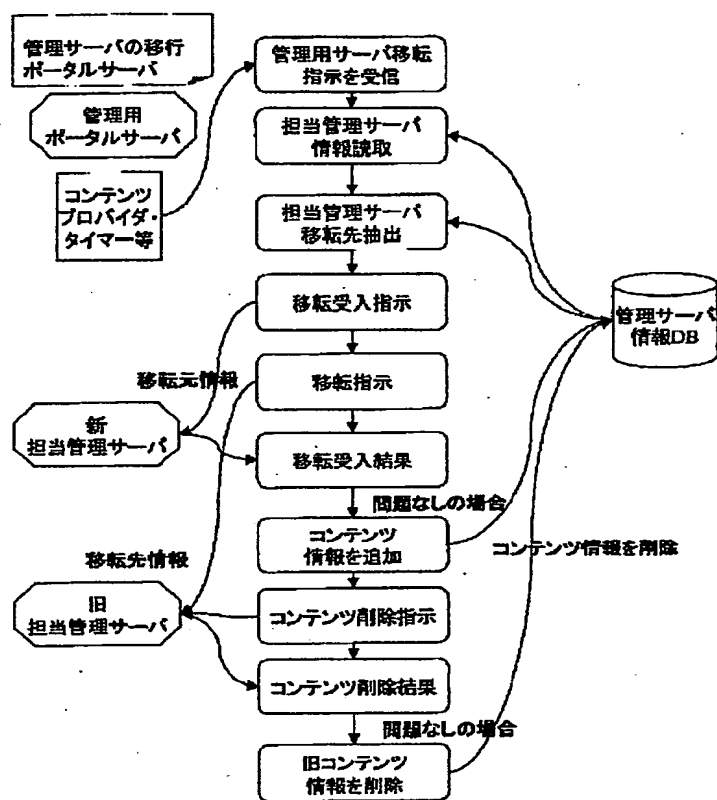 管理サーバの移行
ポータルサーバ
管理用
ポータルサーバ
コンテンツ
プロバイダ・
タイマー等
管理用サーバ移転
指示を受信
担当管理サーバ
情報読取
担当管理サーバ
移転先抽出
移転受入指示
移転元情報
移転指示
新
担当管理サーバ
移転受入結果
問題なしの場合
コンテンツ
情報を追加
管理サーバ
情報DB
コンテンツ情報を削除
移転先情報
旧
担当管理サーバ
コンテンツ削除指示
コンテンツ削除結果
問題なしの場合
旧コンテンツ
情報を削除